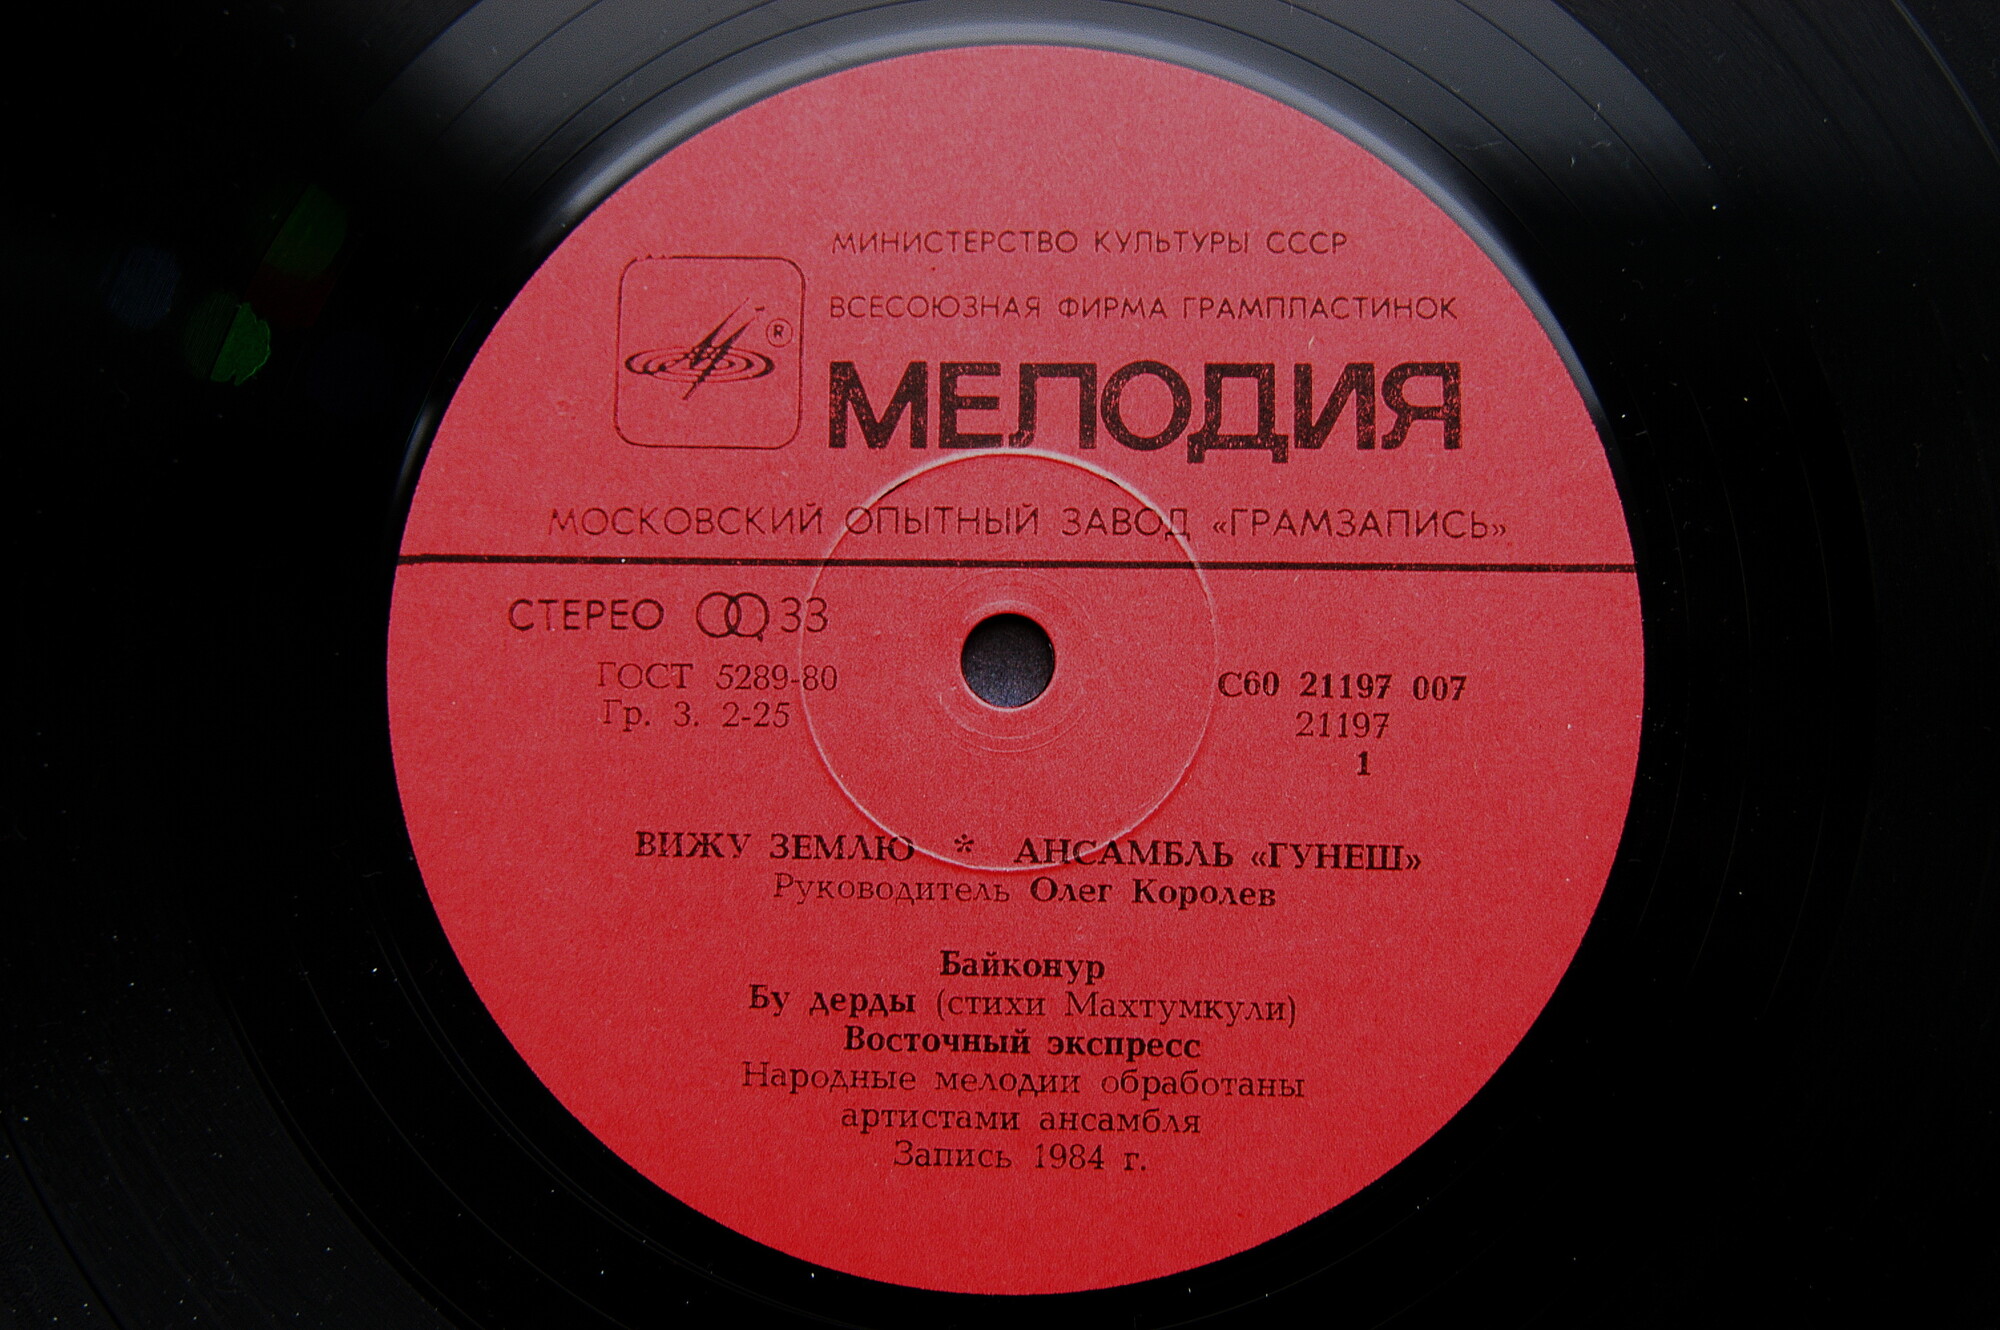 МИНИСТЕРСТВО КУЛЬТУРЫ СССР
ВСЕСОЮЗНАЯ ФИРМА ГРАМПЛАСТИНОК
®
МЕЛОДИЯ
МОСКОВСКИЙ ОПЫТНЫЙ ЗАВОД «ГРАМЗАПИСЬ»
СТЕРЕО 33
ГОСТ 5289-80
Гр. 3. 2-25
С60 21197 007
21197
1
ВИЖУ ЗЕМЛЮ * АНСАМБЛЬ «ГУНЕШ»
Руководитель Олег Королев
Байконур
Бу дерды (стихи Махтумкули)
Восточный экспресс
Народные мелодии обработаны
артистами ансамбля
Запись 1984 г.